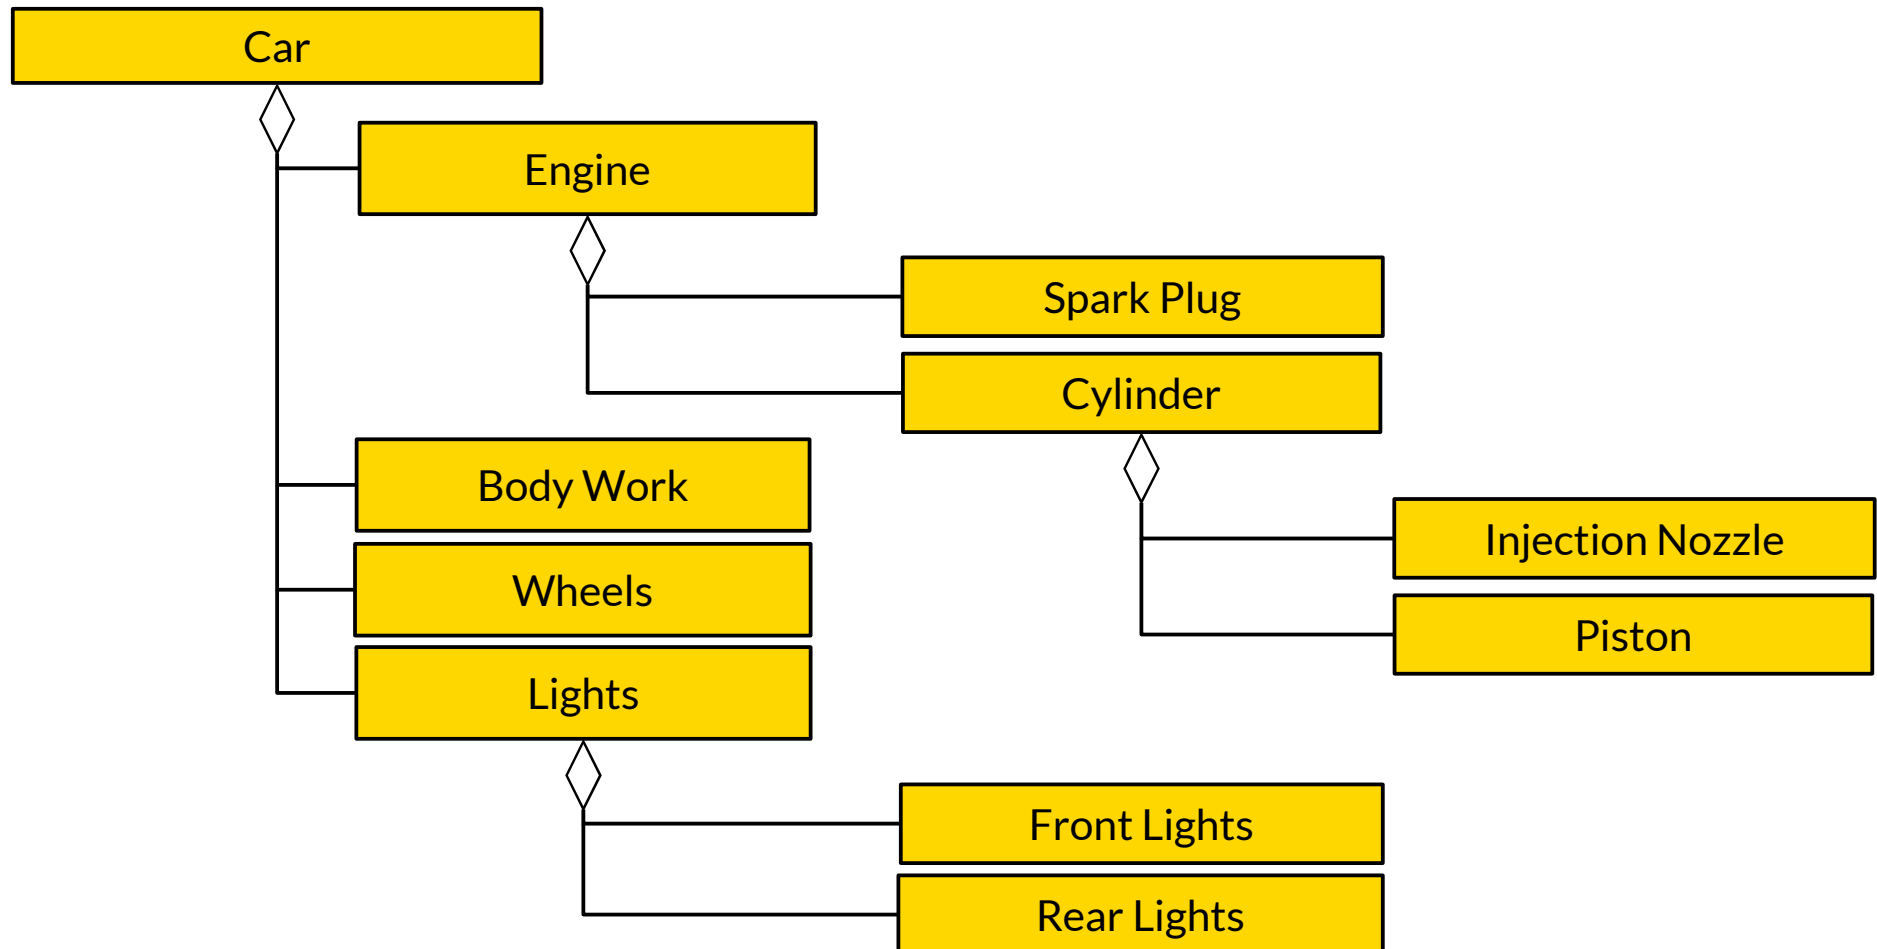 Car
Engine
Spark Plug
Cylinder
Body Work
Injection Nozzle
Wheels
Piston
Lights
Front Lights
Rear Lights